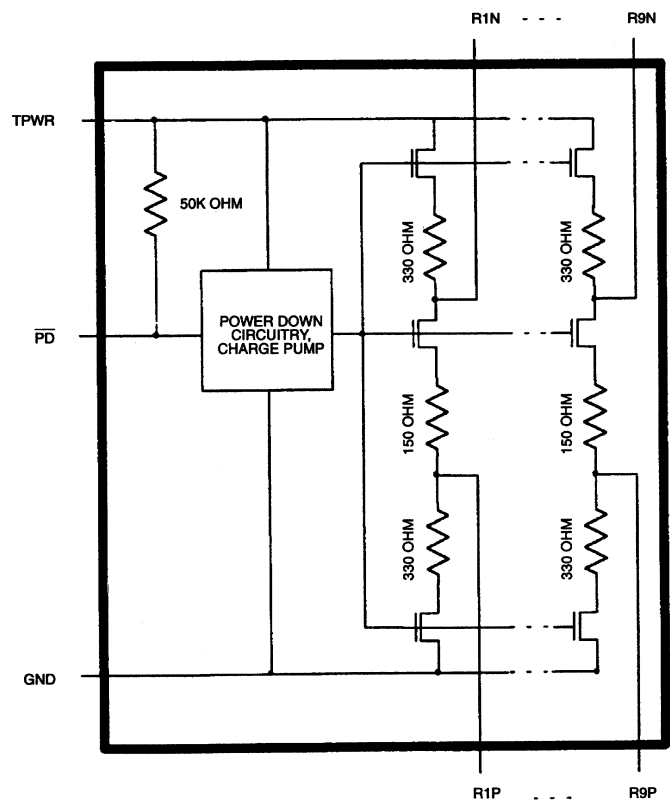 R1N - - - R9N
TPWR
50K OHM
330 OHM
330 OHM
POWER DOWN
CIRCUITRY,
CHARGE PUMP
PD
150 OHM
150 OHM
330 OHM
330 OHM
GND
R1P - - - R9P